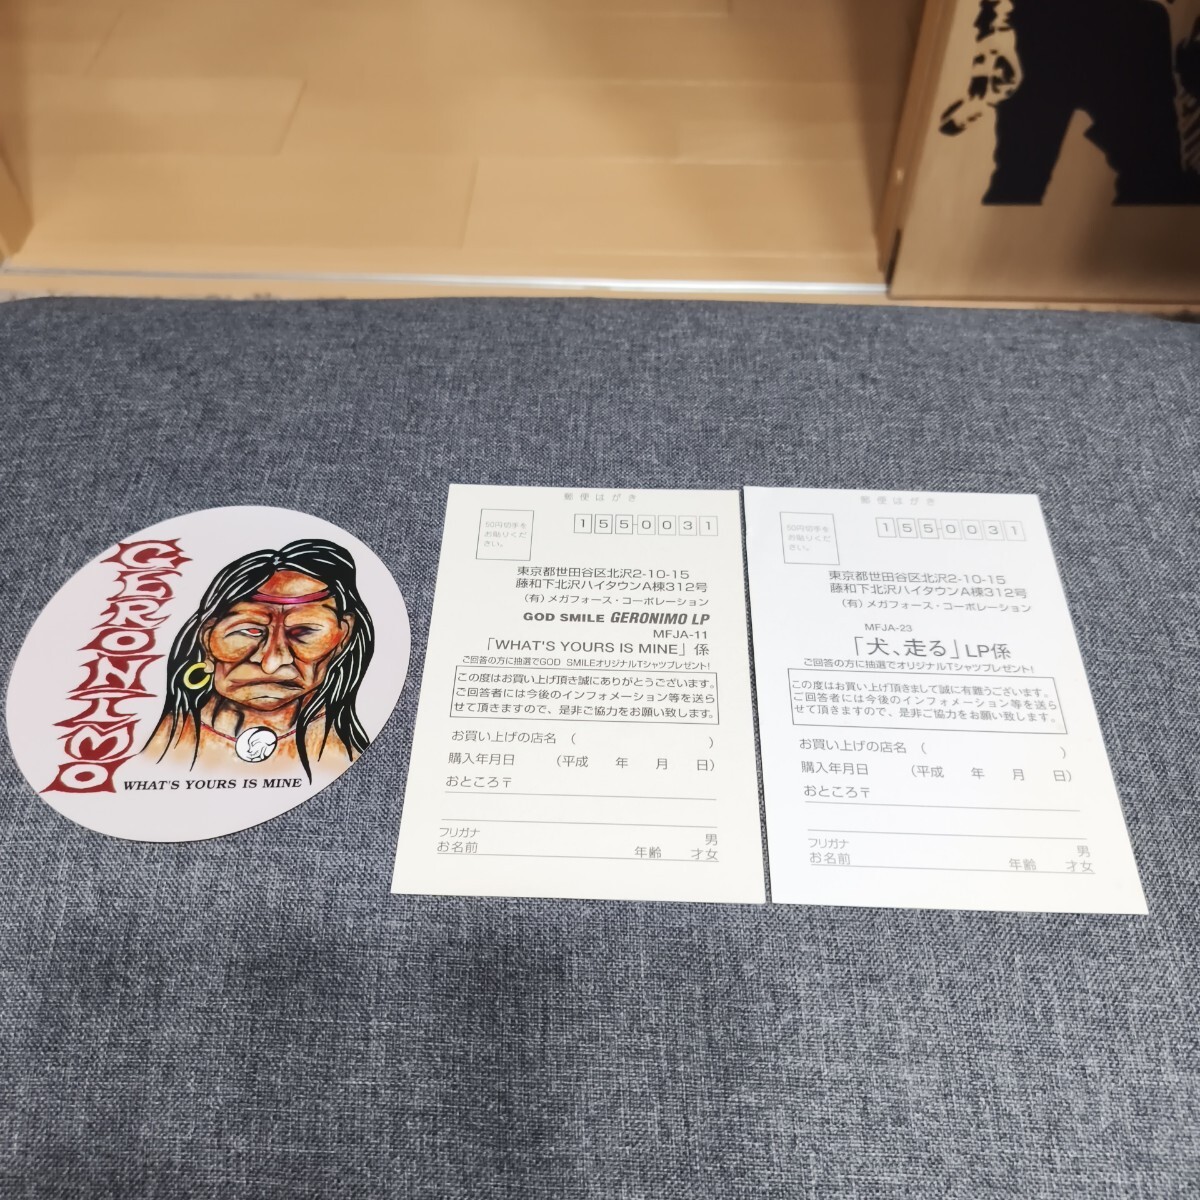 GERONIMO
WHAT'S YOURS IS MINE
郵便はがき
50円切手を
お貼りくだ
さい。
155-0031
東京都世田谷区北沢2-10-15
藤和下北沢ハイタウンA棟312号
(有)メガフォース・コーポレーション
GOD SMILE GERONIMO LP
MFJA-11
「WHAT'S YOURS IS MINE」係
ご回答の方に抽選でGOD SMILEオリジナルTシャツプレゼント!
この度はお買い上げ頂き誠にありがとうございます。
ご回答者には今後のインフォメーション等を送ら
せて頂きますので、是非ご協力をお願い致します。
お買い上げの店名 ( )
購入年月日 (平成 年 月 日)
おところ〒
フリガナ 男
お名前 年齢 才女
郵便はがき
50円切手を
お貼りくだ
さい。
155-0031
東京都世田谷区北沢2-10-15
藤和下北沢ハイタウンA棟312号
(有)メガフォース・コーポレーション
MFJA-23
「犬、走る」LP係
ご回答の方に抽選でオリジナルTシャツプレゼント!
この度はお買い上げ頂きまして誠に有難うございます。
ご回答者には今後のインフォメーション等を送ら
せて頂きますので、是非ご協力をお願い致します。
お買い上げの店名 ( )
購入年月日 (平成 年 月 日)
おところ〒
フリガナ 男
お名前 年齢 才女